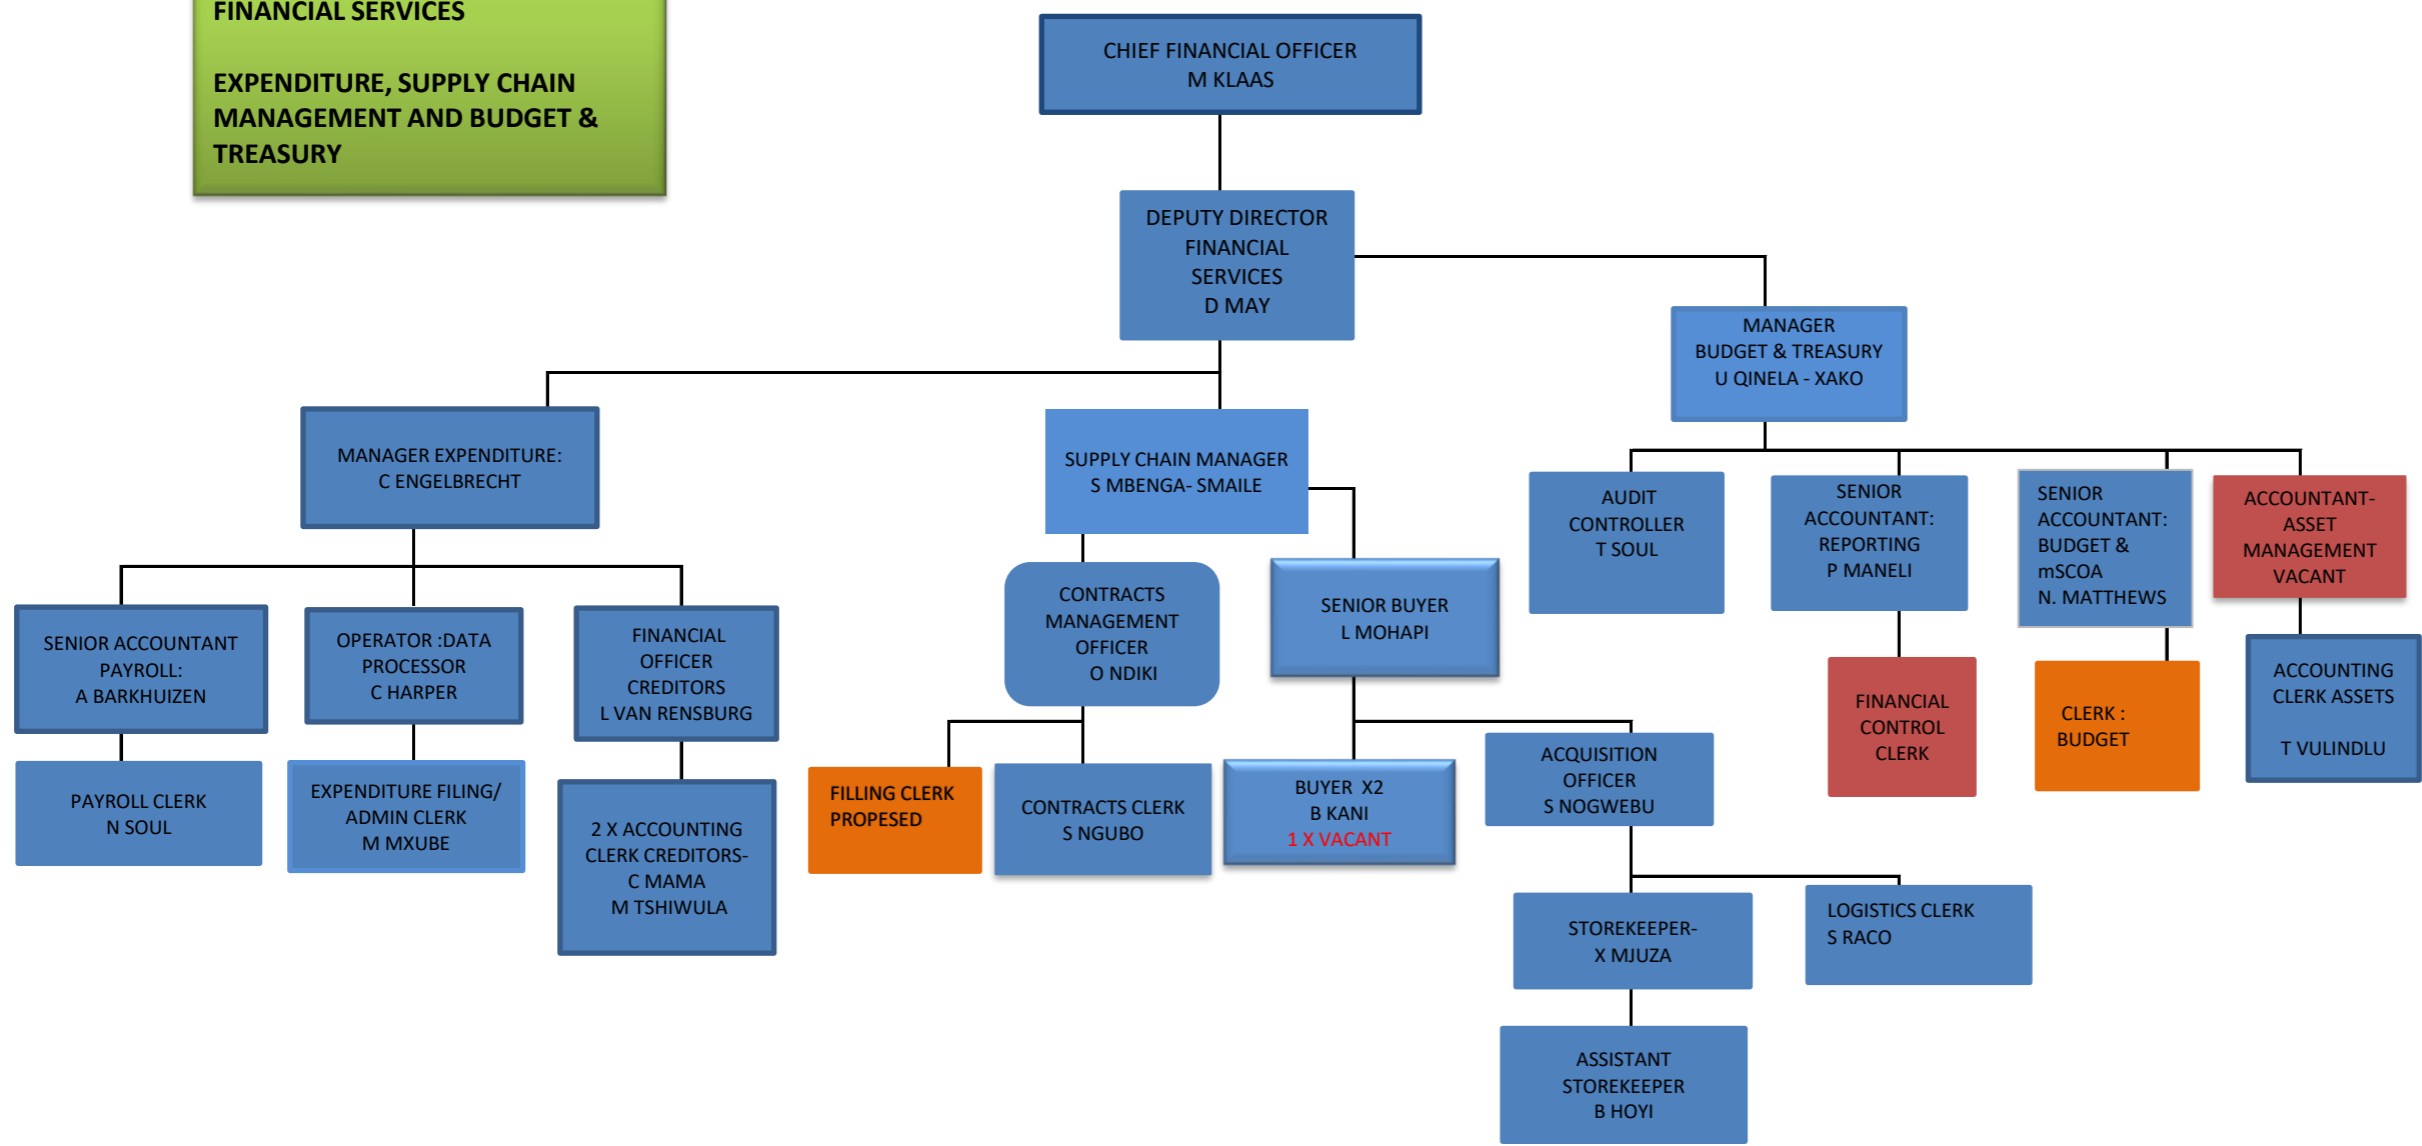 FINANCIAL SERVICES
EXPENDITURE, SUPPLY CHAIN
MANAGEMENT AND BUDGET &
TREASURY
CHIEF FINANCIAL OFFICER
M KLAAS
DEPUTY DIRECTOR
FINANCIAL
SERVICES
D MAY
MANAGER
BUDGET & TREASURY
U QINELA - XAKO
MANAGER EXPENDITURE:
C ENGELBRECHT
SUPPLY CHAIN MANAGER
S MBENGA- SMAILE
AUDIT
CONTROLLER
T SOUL
SENIOR
ACCOUNTANT:
REPORTING
P MANELI
SENIOR
ACCOUNTANT:
BUDGET &
mSCOA
N. MATTHEWS
ACCOUNTANT-
ASSET
MANAGEMENT
VACANT
SENIOR ACCOUNTANT
PAYROLL:
A BARKHUIZEN
OPERATOR :DATA
PROCESSOR
C HARPER
FINANCIAL
OFFICER
CREDITORS
L VAN RENSBURG
CONTRACTS
MANAGEMENT
OFFICER
O NDIKI
SENIOR BUYER
L MOHAPI
FINANCIAL
CONTROL
CLERK
CLERK :
BUDGET
ACCOUNTING
CLERK ASSETS
T VULINDLU
PAYROLL CLERK
N SOUL
EXPENDITURE FILING/
ADMIN CLERK
M MXUBE
2 X ACCOUNTING
CLERK CREDITORS-
C MAMA
M TSHIWULA
FILLING CLERK
PROPESED
CONTRACTS CLERK
S NGUBO
BUYER  X2
B KANI
1 X VACANT
ACQUISITION
OFFICER
S NOGWEBU
STOREKEEPER-
X MJUZA
LOGISTICS CLERK
S RACO
ASSISTANT
STOREKEEPER
B HOYI